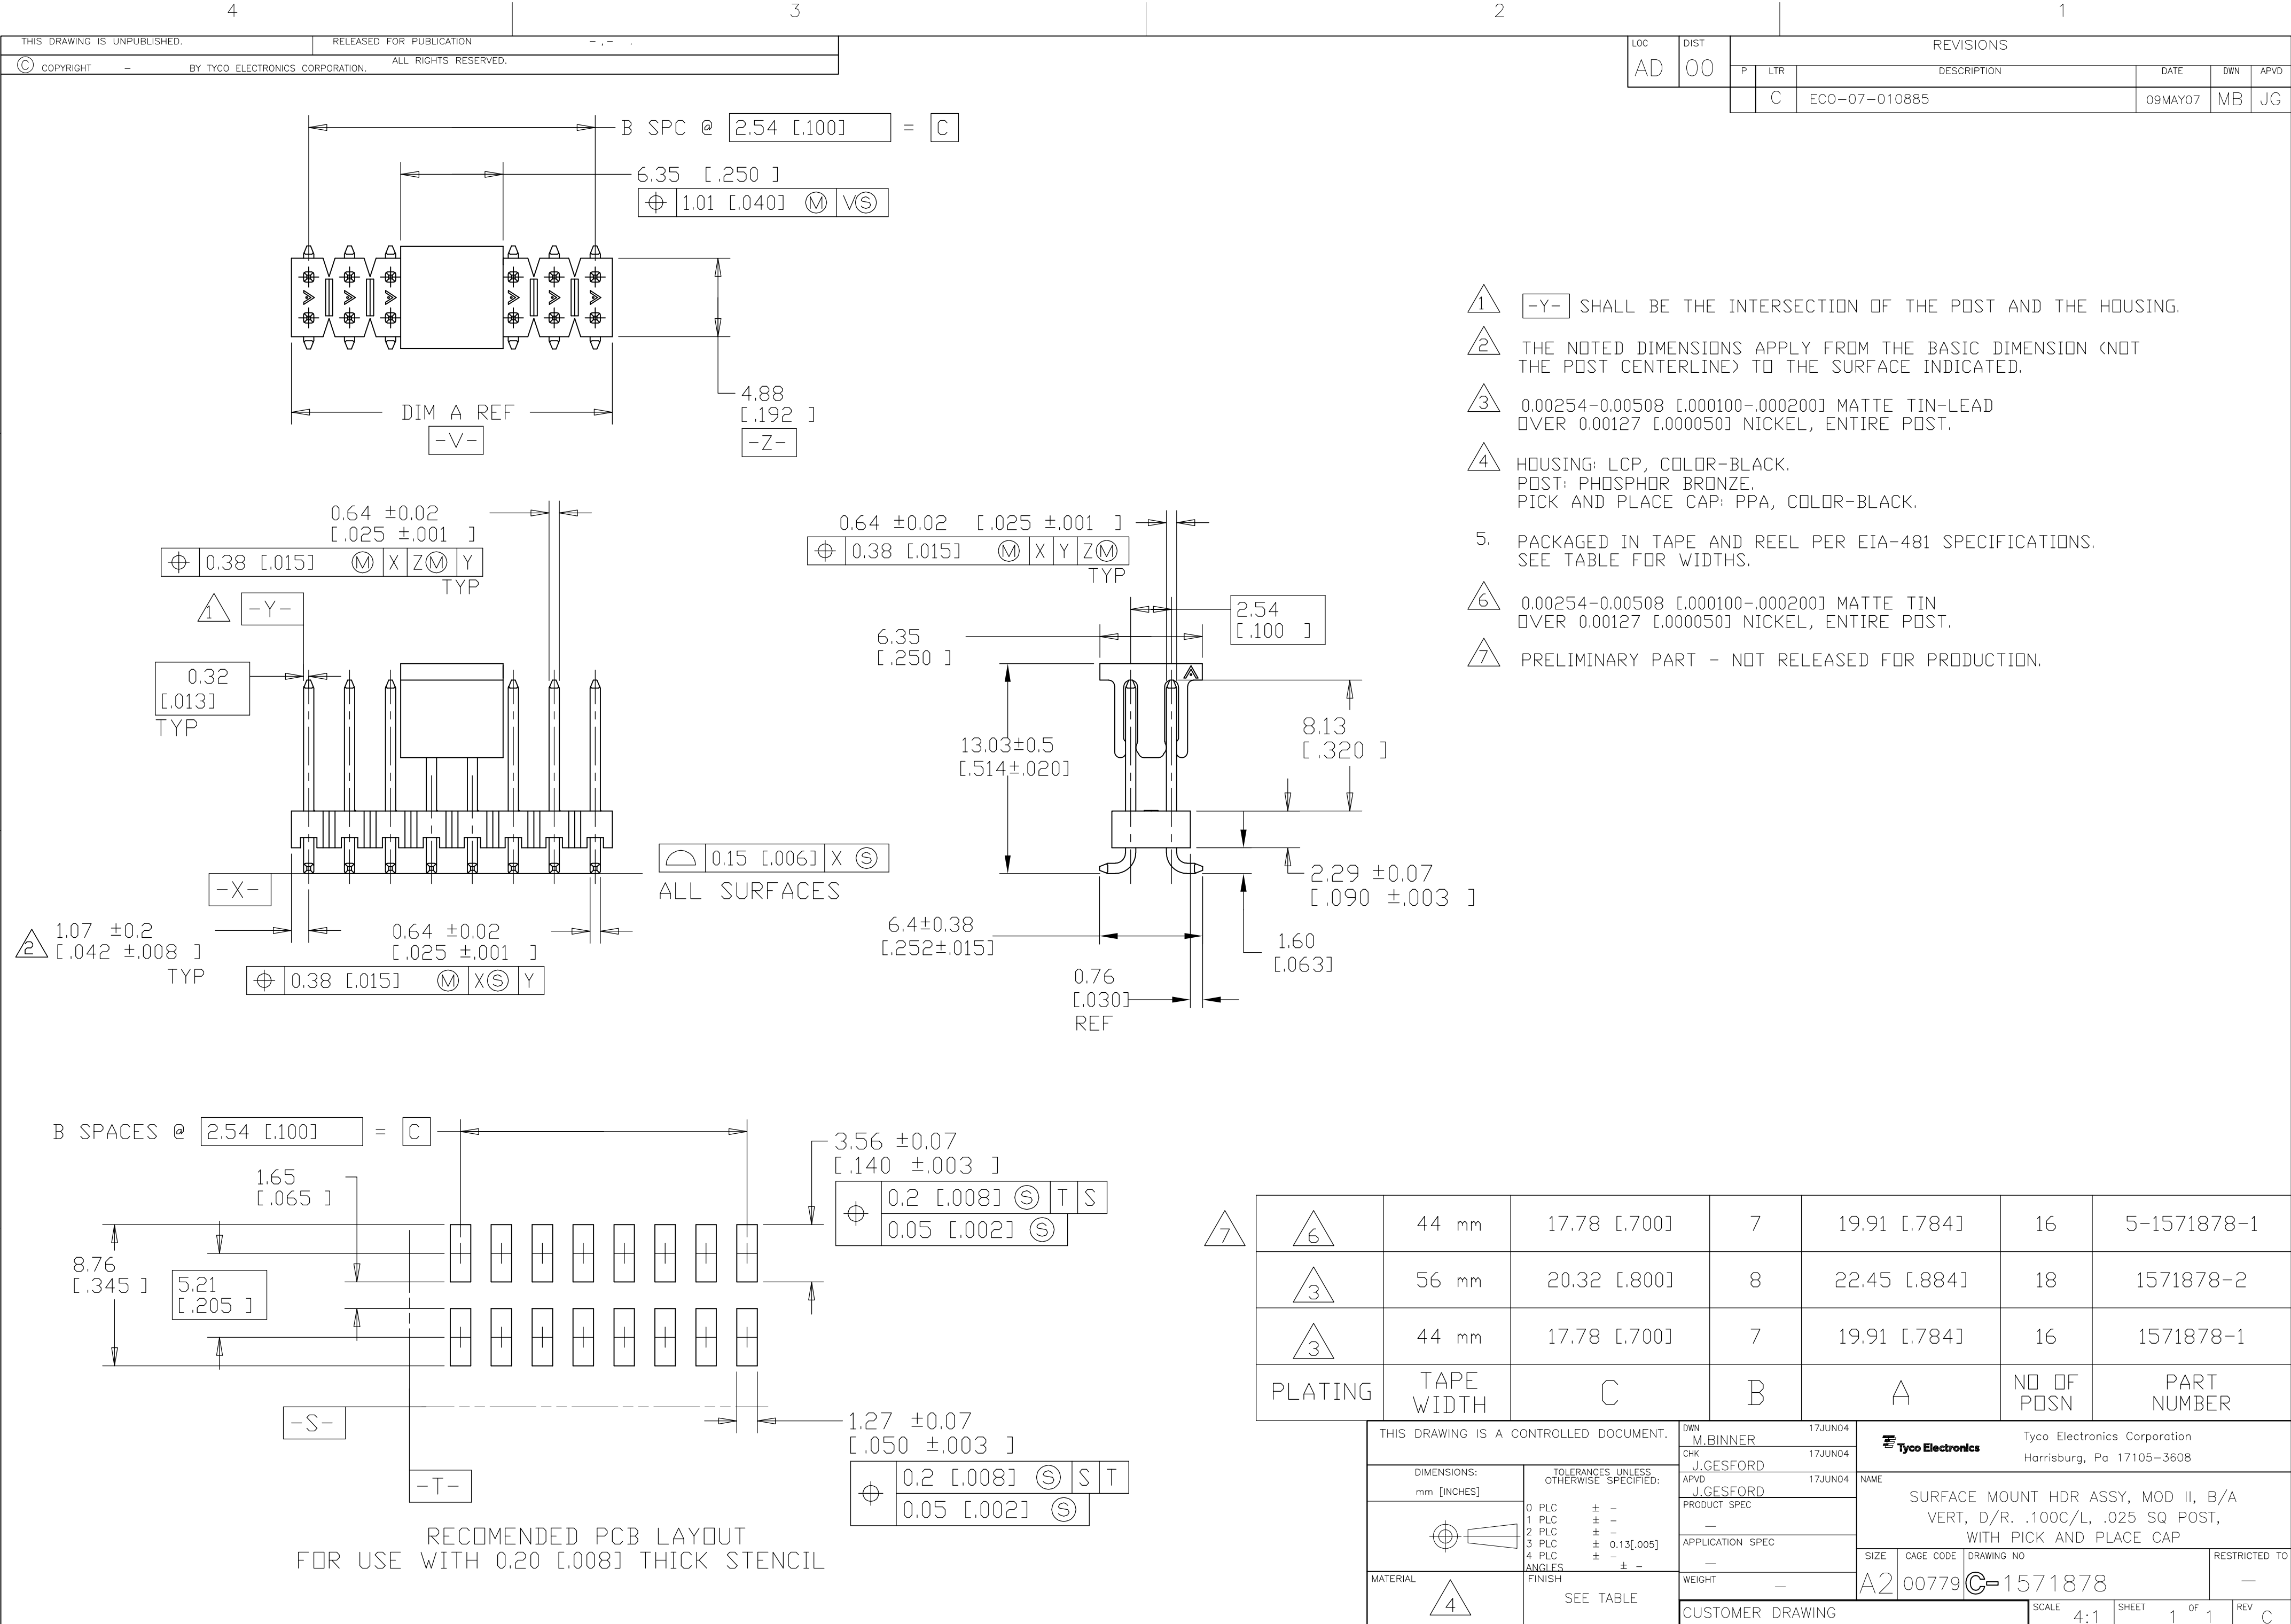 4 3 2 1
THIS DRAWING IS UNPUBLISHED. RELEASED FOR PUBLICATION - ,- .
© COPYRIGHT - BY TYCO ELECTRONICS CORPORATION. ALL RIGHTS RESERVED.
LOC DIST REVISIONS
AD 00
P LTR DESCRIPTION DATE DWN APVD
C ECO-07-010885 09MAY07 MB JG
B SPC @ 2.54 [.100] = C
6.35 [.250 ]
⌖ 1.01 [.040] Ⓜ VⓈ
4.88
[.192 ]
-Z-
DIM A REF
-V-
1 -Y- SHALL BE THE INTERSECTION OF THE POST AND THE HOUSING.
2 THE NOTED DIMENSIONS APPLY FROM THE BASIC DIMENSION (NOT
THE POST CENTERLINE) TO THE SURFACE INDICATED.
3 0.00254-0.00508 [.000100-.000200] MATTE TIN-LEAD
OVER 0.00127 [.000050] NICKEL, ENTIRE POST.
4 HOUSING: LCP, COLOR-BLACK.
POST: PHOSPHOR BRONZE.
PICK AND PLACE CAP: PPA, COLOR-BLACK.
5. PACKAGED IN TAPE AND REEL PER EIA-481 SPECIFICATIONS.
SEE TABLE FOR WIDTHS.
6 0.00254-0.00508 [.000100-.000200] MATTE TIN
OVER 0.00127 [.000050] NICKEL, ENTIRE POST.
7 PRELIMINARY PART - NOT RELEASED FOR PRODUCTION.
0.64 ±0.02
[.025 ±.001 ]
⌖ 0.38 [.015] Ⓜ X ZⓂ Y
TYP
1 -Y-
0.32
[.013]
TYP
-X-
⌓ 0.15 [.006] X Ⓢ
ALL SURFACES
2 1.07 ±0.2
[.042 ±.008 ]
TYP
0.64 ±0.02
[.025 ±.001 ]
⌖ 0.38 [.015] Ⓜ XⓈ Y
0.64 ±0.02 [.025 ±.001 ]
⌖ 0.38 [.015] Ⓜ X Y ZⓂ
TYP
2.54
[.100 ]
6.35
[.250 ]
8.13
[.320 ]
13.03±0.5
[.514±.020]
2.29 ±0.07
[.090 ±.003 ]
6.4±0.38
[.252±.015]
1.60
[.063]
0.76
[.030]
REF
B SPACES @ 2.54 [.100] = C
3.56 ±0.07
[.140 ±.003 ]
⌖ 0.2 [.008] Ⓢ T S
0.05 [.002] Ⓢ
1.65
[.065 ]
8.76
[.345 ]
5.21
[.205 ]
-S-
-T-
1.27 ±0.07
[.050 ±.003 ]
⌖ 0.2 [.008] Ⓢ S T
0.05 [.002] Ⓢ
RECOMENDED PCB LAYOUT
FOR USE WITH 0.20 [.008] THICK STENCIL
7 6 44 mm 17.78 [.700] 7 19.91 [.784] 16 5-1571878-1
3 56 mm 20.32 [.800] 8 22.45 [.884] 18 1571878-2
3 44 mm 17.78 [.700] 7 19.91 [.784] 16 1571878-1
PLATING TAPE WIDTH C B A NO OF POSN PART NUMBER
THIS DRAWING IS A CONTROLLED DOCUMENT.
DIMENSIONS:
mm [INCHES]
TOLERANCES UNLESS
OTHERWISE SPECIFIED:
0 PLC ± -
1 PLC ± -
2 PLC ± -
3 PLC ± 0.13[.005]
4 PLC ± -
ANGLES ± -
MATERIAL 4
FINISH
SEE TABLE
DWN 17JUN04
M.BINNER
CHK 17JUN04
J.GESFORD
APVD 17JUN04
J.GESFORD
PRODUCT SPEC
-
APPLICATION SPEC
-
WEIGHT -
CUSTOMER DRAWING
Tyco Electronics
Tyco Electronics Corporation
Harrisburg, Pa 17105-3608
NAME
SURFACE MOUNT HDR ASSY, MOD II, B/A
VERT, D/R. .100C/L, .025 SQ POST,
WITH PICK AND PLACE CAP
SIZE CAGE CODE DRAWING NO RESTRICTED TO
A2 00779 C-1571878 -
SCALE 4:1 SHEET 1 OF 1 REV C